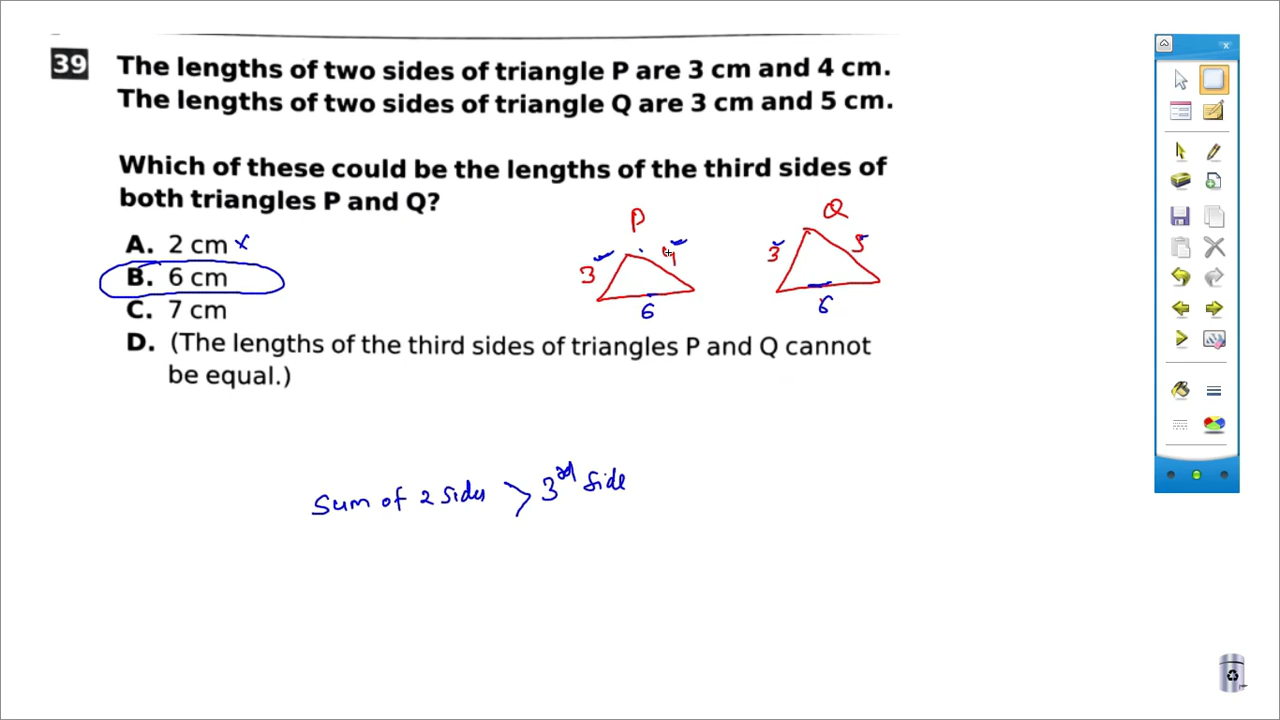 39 The lengths of two sides of triangle P are 3 cm and 4 cm.
The lengths of two sides of triangle Q are 3 cm and 5 cm.
Which of these could be the lengths of the third sides of
both triangles P and Q?
A. 2 cm x
B. 6 cm
C. 7 cm
D. (The lengths of the third sides of triangles P and Q cannot
be equal.)
P
3 4
6
Q
3 5
6
Sum of 2 sides > 3rd side